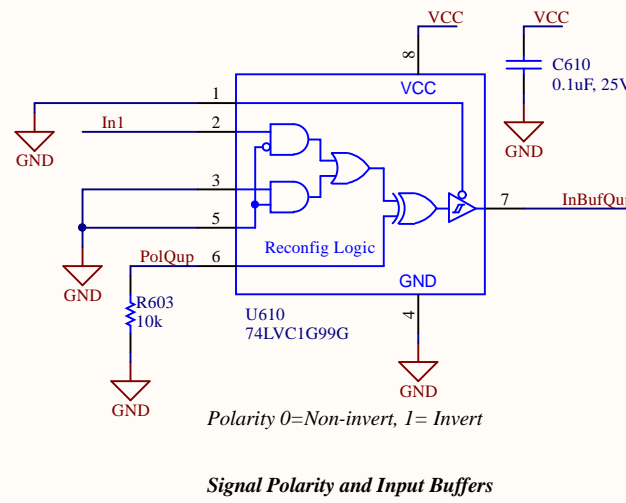 VCC
VCC
8
C610
0.1uF, 25V
1
VCC
GND
In1
2
GND
3
7
InBufQu
5
Reconfig Logic
PolQup
6
GND
GND
R603
10k
U610
74LVC1G99G
4
GND
GND
Polarity 0=Non-invert, 1= Invert
Signal Polarity and Input Buffers